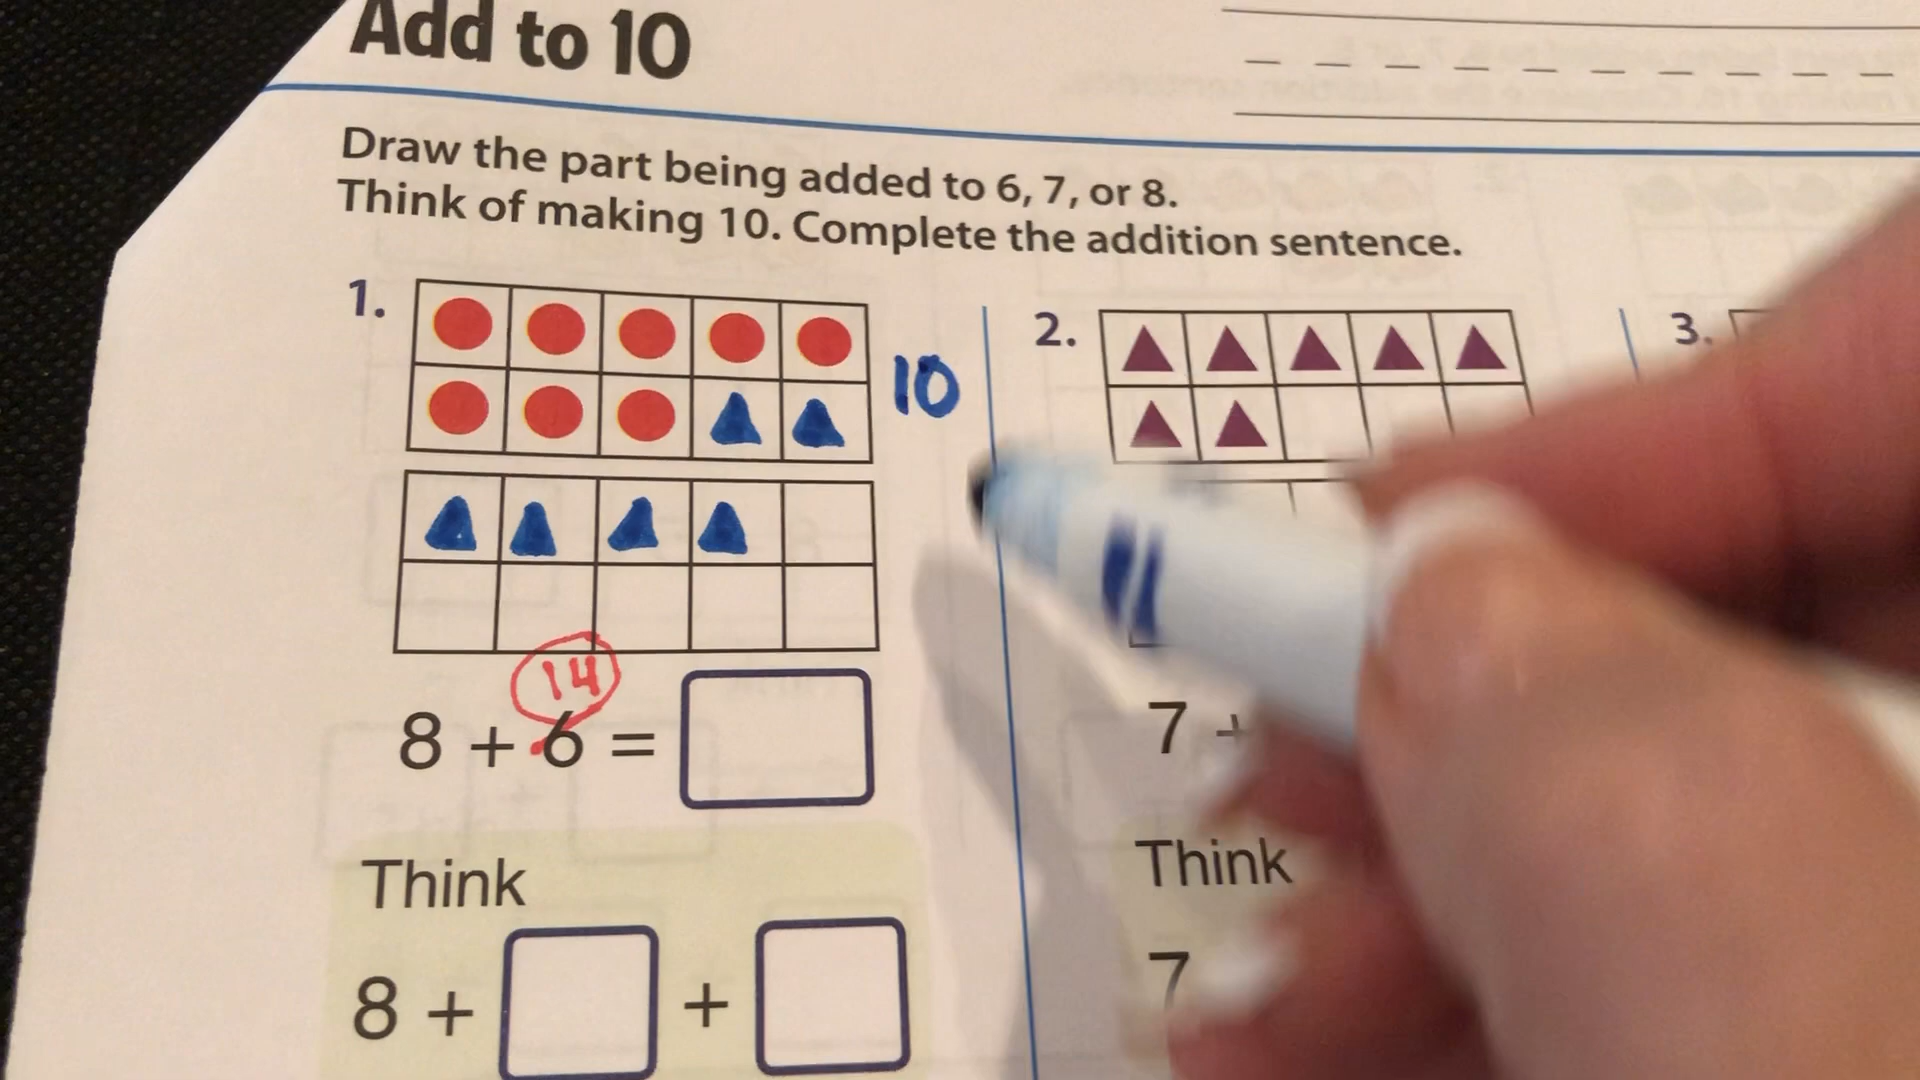 Add to 10
Draw the part being added to 6, 7, or 8.
Think of making 10. Complete the addition sentence.
1.
10
2.
3.
14
8 + 6 =
7 +
Think
Think
8 + +
7